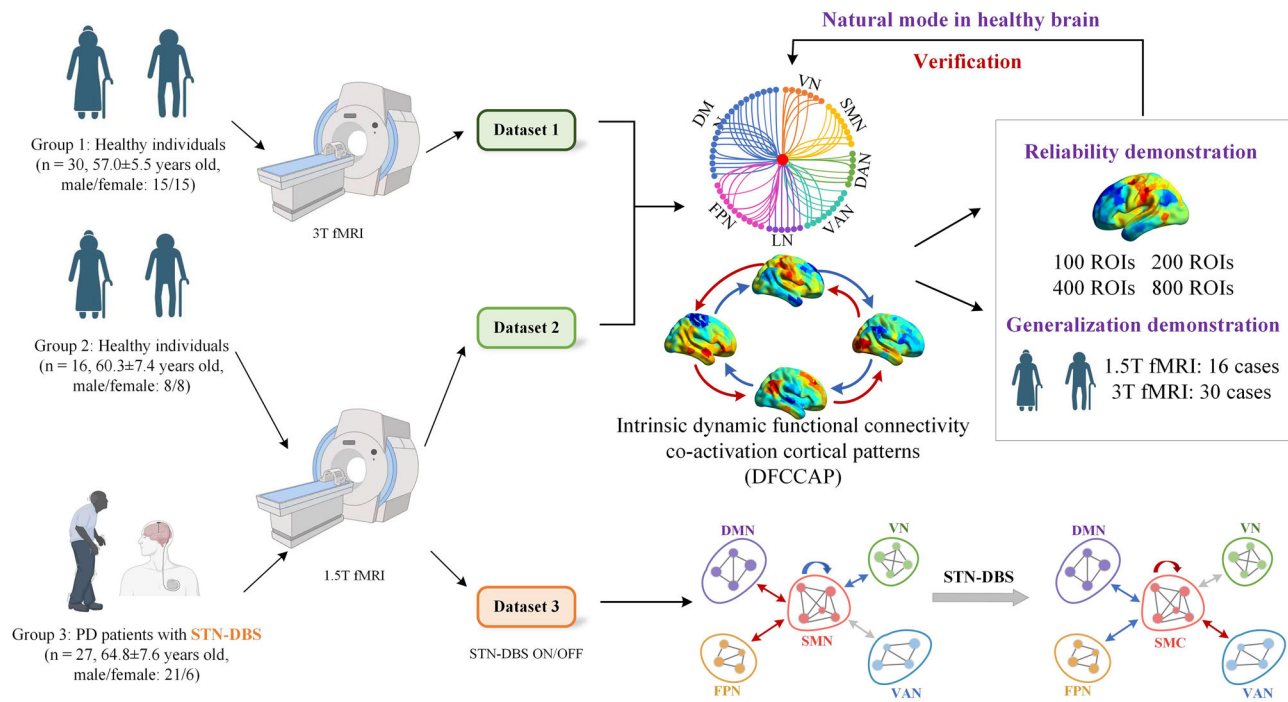 Natural mode in healthy brain
Verification
Group 1: Healthy individuals
(n = 30, 57.0±5.5 years old,
male/female: 15/15)
3T fMRI
Dataset 1
DM
N
VN
SMN
DAN
VAN
LN
FPN
Reliability demonstration
100 ROIs 200 ROIs
400 ROIs 800 ROIs
Generalization demonstration
1.5T fMRI: 16 cases
3T fMRI: 30 cases
Group 2: Healthy individuals
(n = 16, 60.3±7.4 years old,
male/female: 8/8)
Dataset 2
Intrinsic dynamic functional connectivity
co-activation cortical patterns
(DFCCAP)
1.5T fMRI
Group 3: PD patients with STN-DBS
(n = 27, 64.8±7.6 years old,
male/female: 21/6)
Dataset 3
STN-DBS ON/OFF
DMN
VN
SMN
FPN
VAN
STN-DBS
DMN
VN
SMC
FPN
VAN